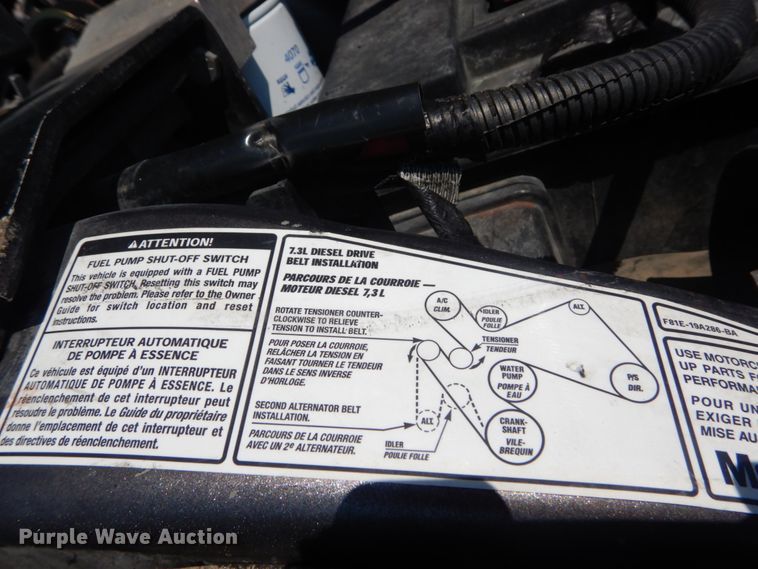 4070
ATTENTION!
FUEL PUMP SHUT-OFF SWITCH
This vehicle is equipped with a FUEL PUMP
SHUT-OFF SWITCH. Resetting this switch may
resolve the problem. Please refer to the Owner
Guide for switch location and reset
instructions.
INTERRUPTEUR AUTOMATIQUE
DE POMPE À ESSENCE
Ce véhicule est équipé d'un INTERRUPTEUR
AUTOMATIQUE DE POMPE À ESSENCE. Le
réenclenchement de cet interrupteur peut
résoudre le problème. Le Guide du propriétaire
donne l'emplacement de cet interrupteur et
des directives de réenclenchement.
7.3L DIESEL DRIVE
BELT INSTALLATION
PARCOURS DE LA COURROIE —
MOTEUR DIESEL 7,3 L
ROTATE TENSIONER COUNTER-
CLOCKWISE TO RELIEVE
TENSION TO INSTALL BELT.
POUR POSER LA COURROIE,
RELÂCHER LA TENSION EN
FAISANT TOURNER LE TENDEUR
DANS LE SENS INVERSE
D'HORLOGE.
SECOND ALTERNATOR BELT
INSTALLATION.
PARCOURS DE LA COURROIE
AVEC UN 2e ALTERNATEUR.
A/C
CLIM.
IDLER
POULIE FOLLE
ALT.
TENSIONER
TENDEUR
WATER
PUMP
POMPE À
EAU
P/S
DIR.
CRANK-
SHAFT
VILE-
BREQUIN
ALT.
IDLER
POULIE FOLLE
F81E-19A286-BA
USE MOTORC
UP PARTS F
PERFORMA
POUR UN
EXIGER
MISE AU
Mo
Purple Wave Auction